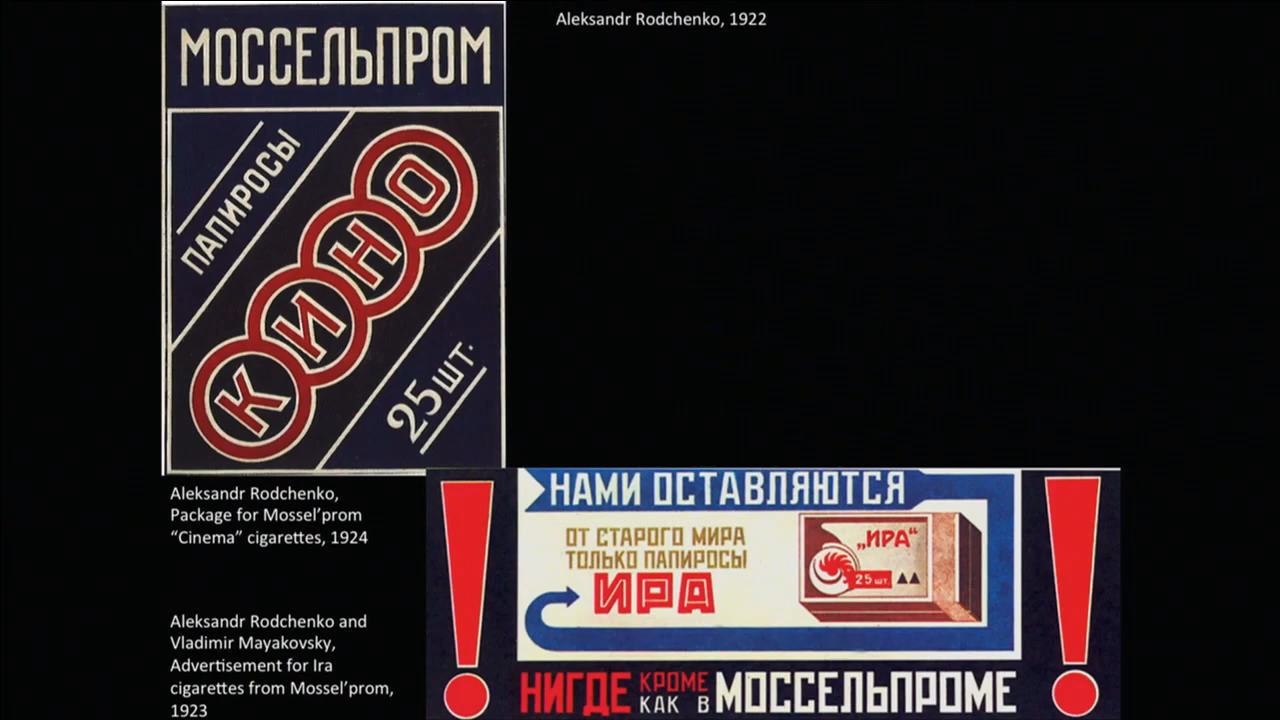 Aleksandr Rodchenko, 1922
МОССЕЛЬПРОМ
ПАПИРОСЫ
КИНО
25 ШТ.
Aleksandr Rodchenko,
Package for Mossel’prom
“Cinema” cigarettes, 1924
Aleksandr Rodchenko and
Vladimir Mayakovsky,
Advertisement for Ira
cigarettes from Mossel’prom,
1923
НАМИ ОСТАВЛЯЮТСЯ
ОТ СТАРОГО МИРА
ТОЛЬКО ПАПИРОСЫ
ИРА
„ИРА“
25 шт.
! НИГДЕ КРОМЕ КАК В МОССЕЛЬПРОМЕ !